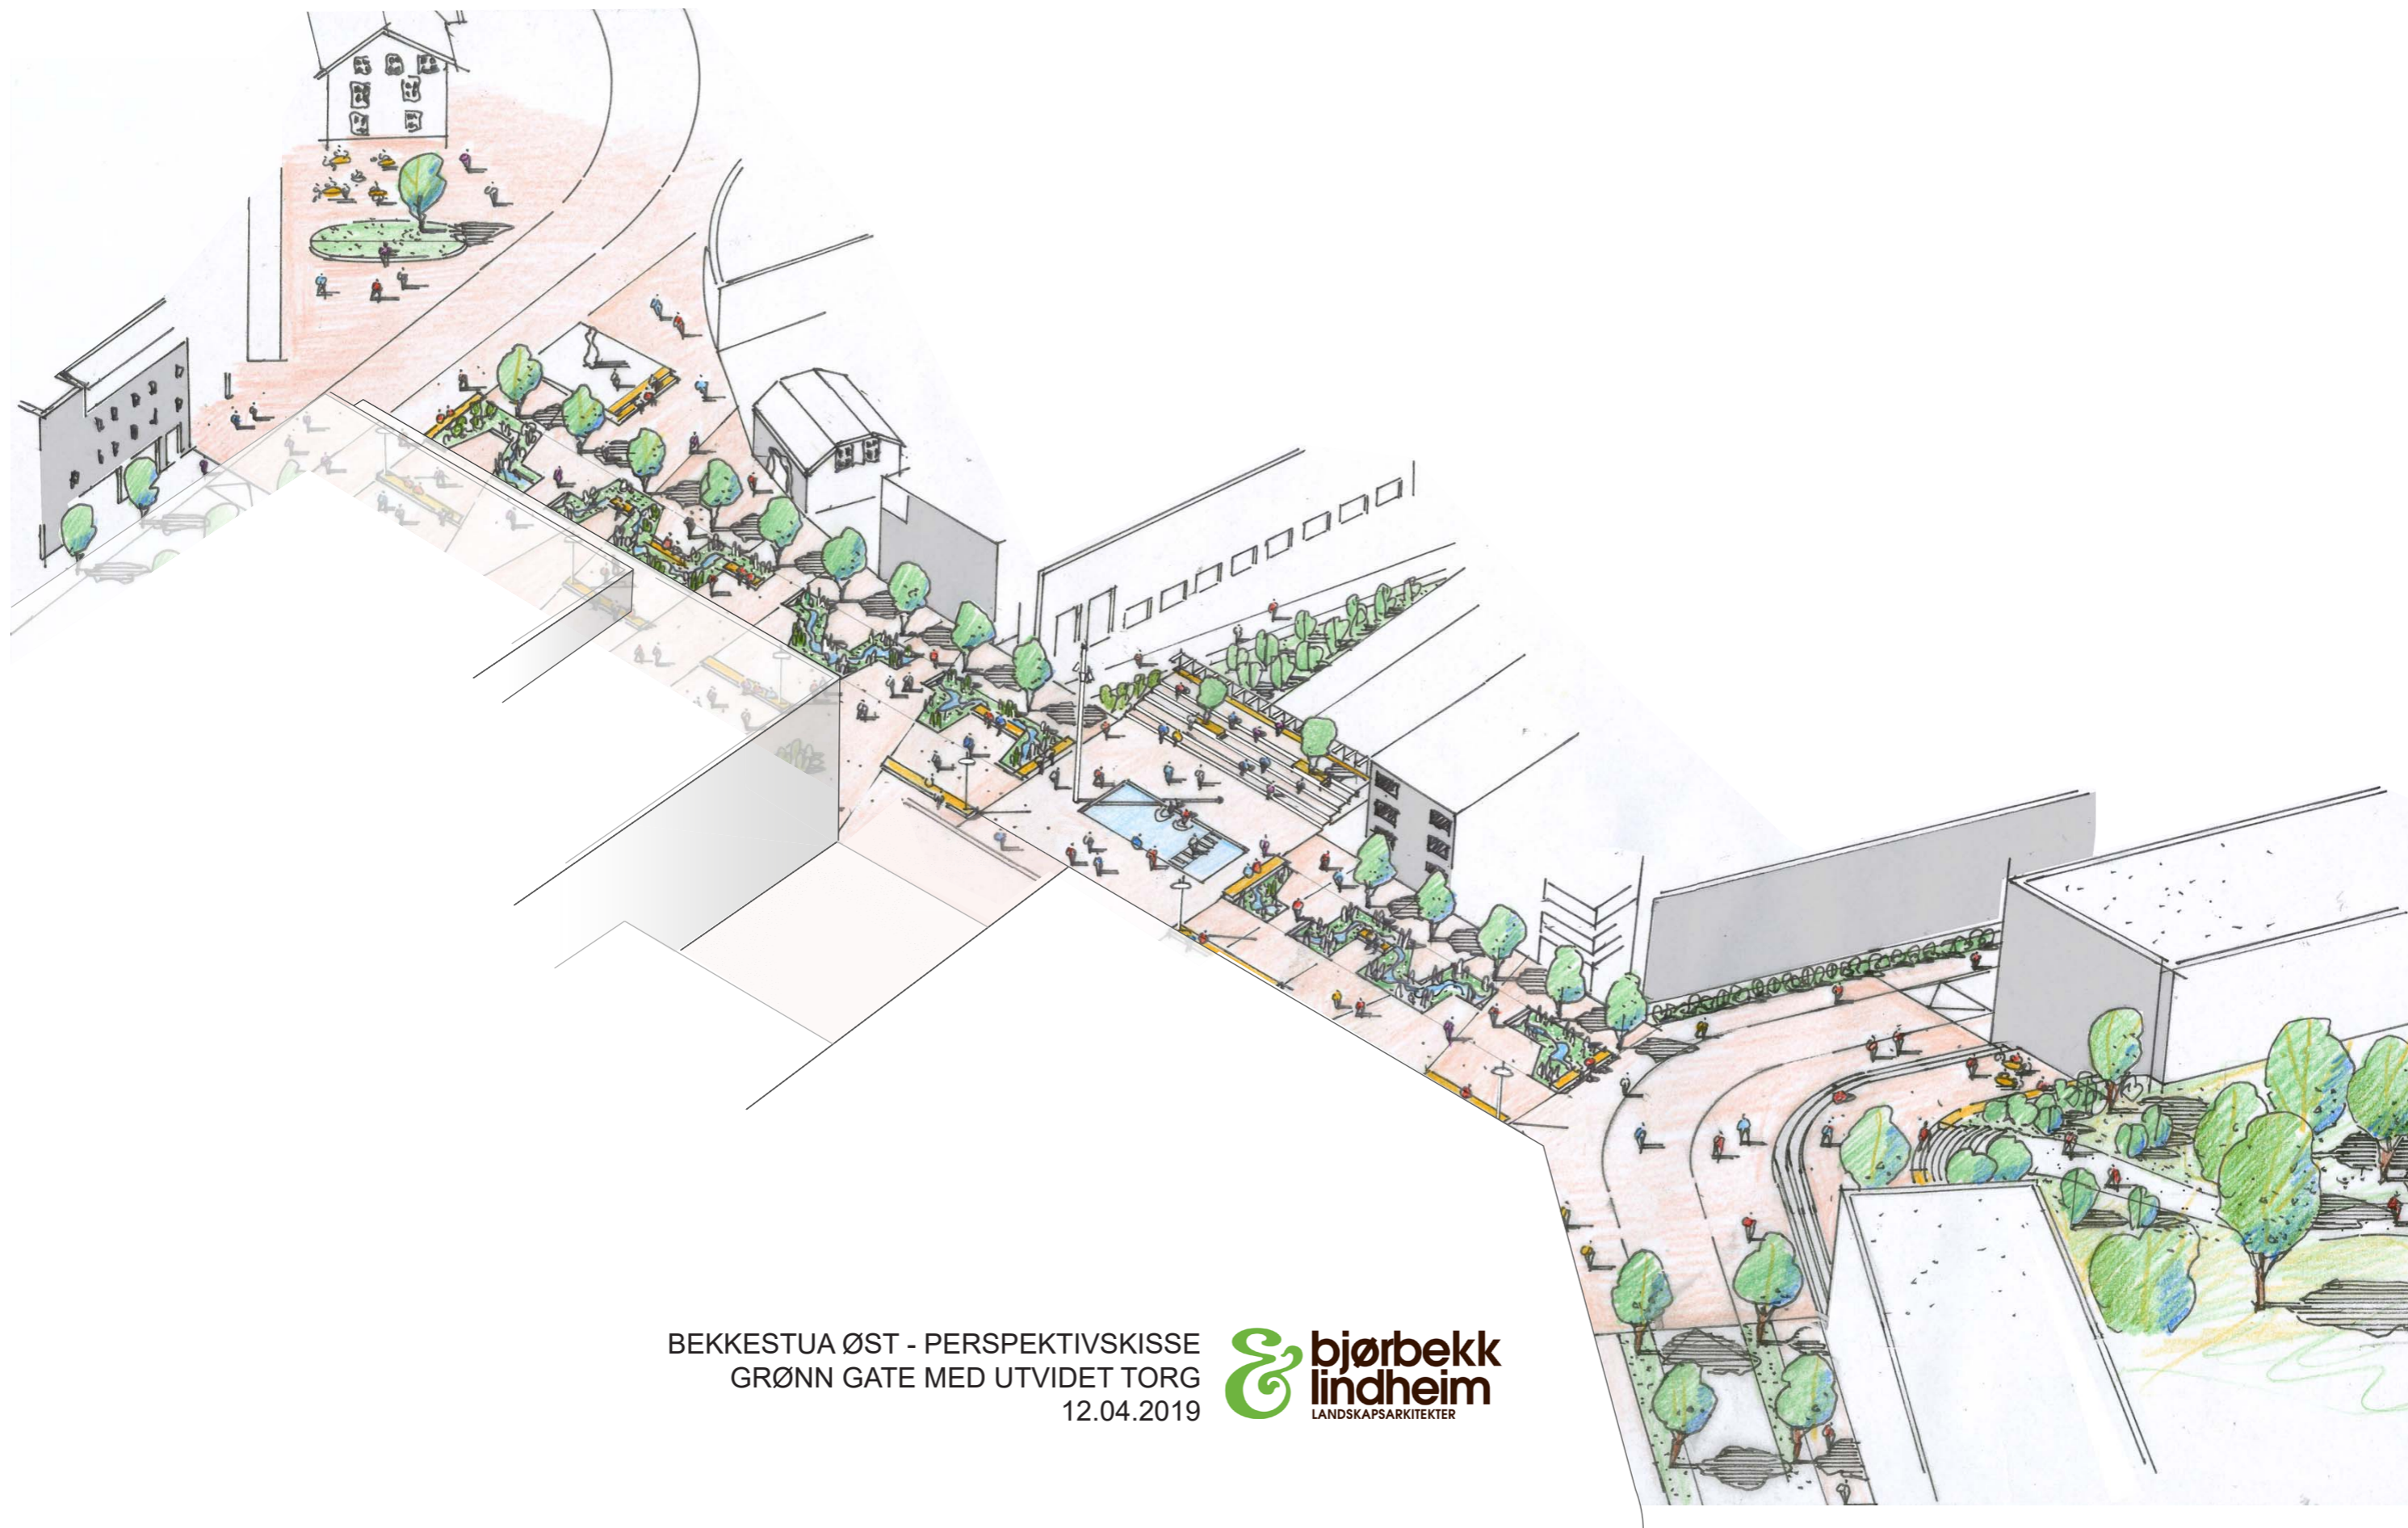 BEKKESTUA ØST - PERSPEKTIVSKISSE
GRØNN GATE MED UTVIDET TORG
12.04.2019
& bjørbekk
lindheim
LANDSKAPSARKITEKTER